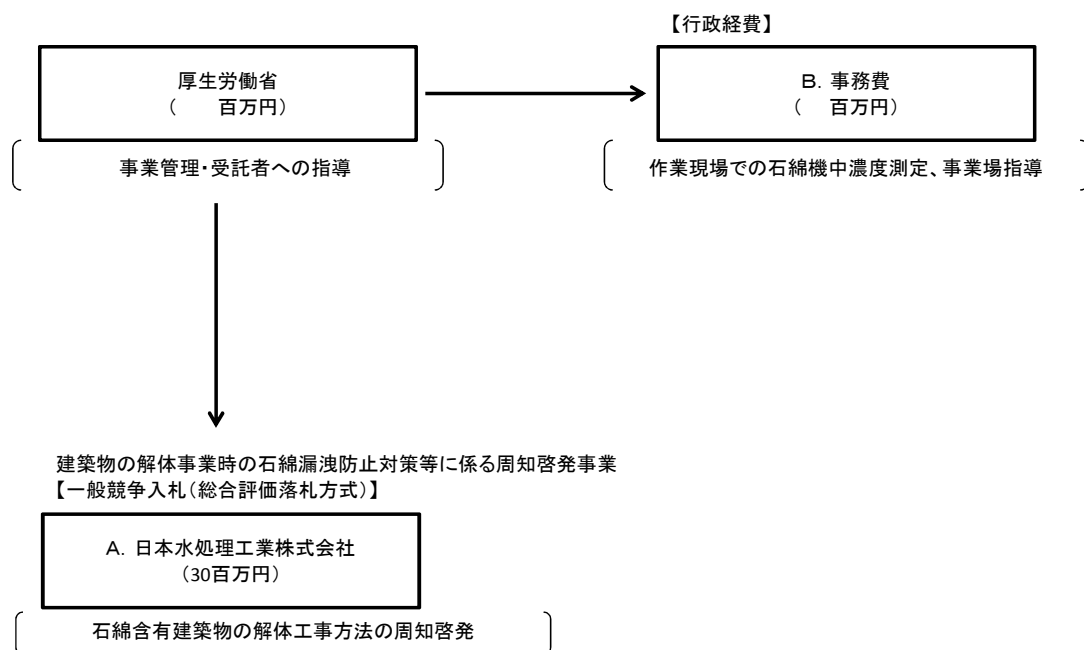 【行政経費】
厚生労働省
(　　百万円)
B. 事務費
(　百万円)
事業管理・受託者への指導
作業現場での石綿機中濃度測定、事業場指導
建築物の解体事業時の石綿漏洩防止対策等に係る周知啓発事業
【一般競争入札(総合評価落札方式)】
A. 日本水処理工業株式会社
(30百万円)
石綿含有建築物の解体工事方法の周知啓発